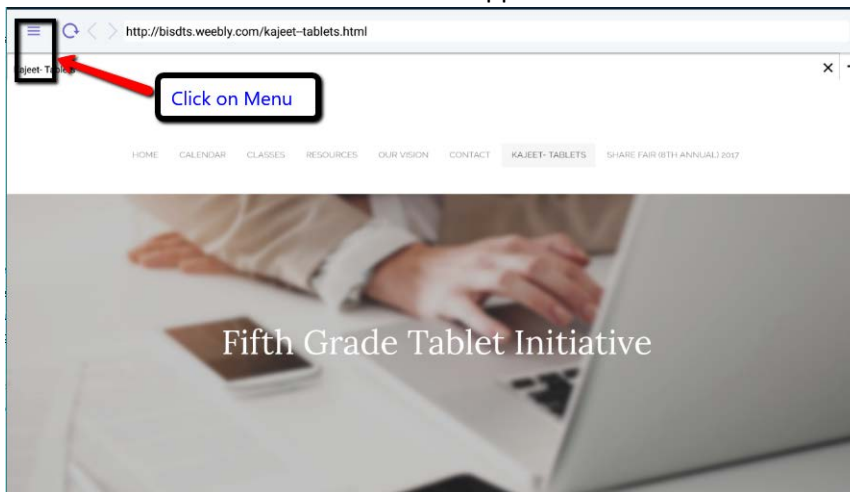 http://bisdts.weebly.com/kajeet--tablets.html
Click on Menu
HOME CALENDAR CLASSES RESOURCES OUR VISION CONTACT KAJEET- TABLETS SHARE FAIR (8TH ANNUAL) 2017
Fifth Grade Tablet Initiative